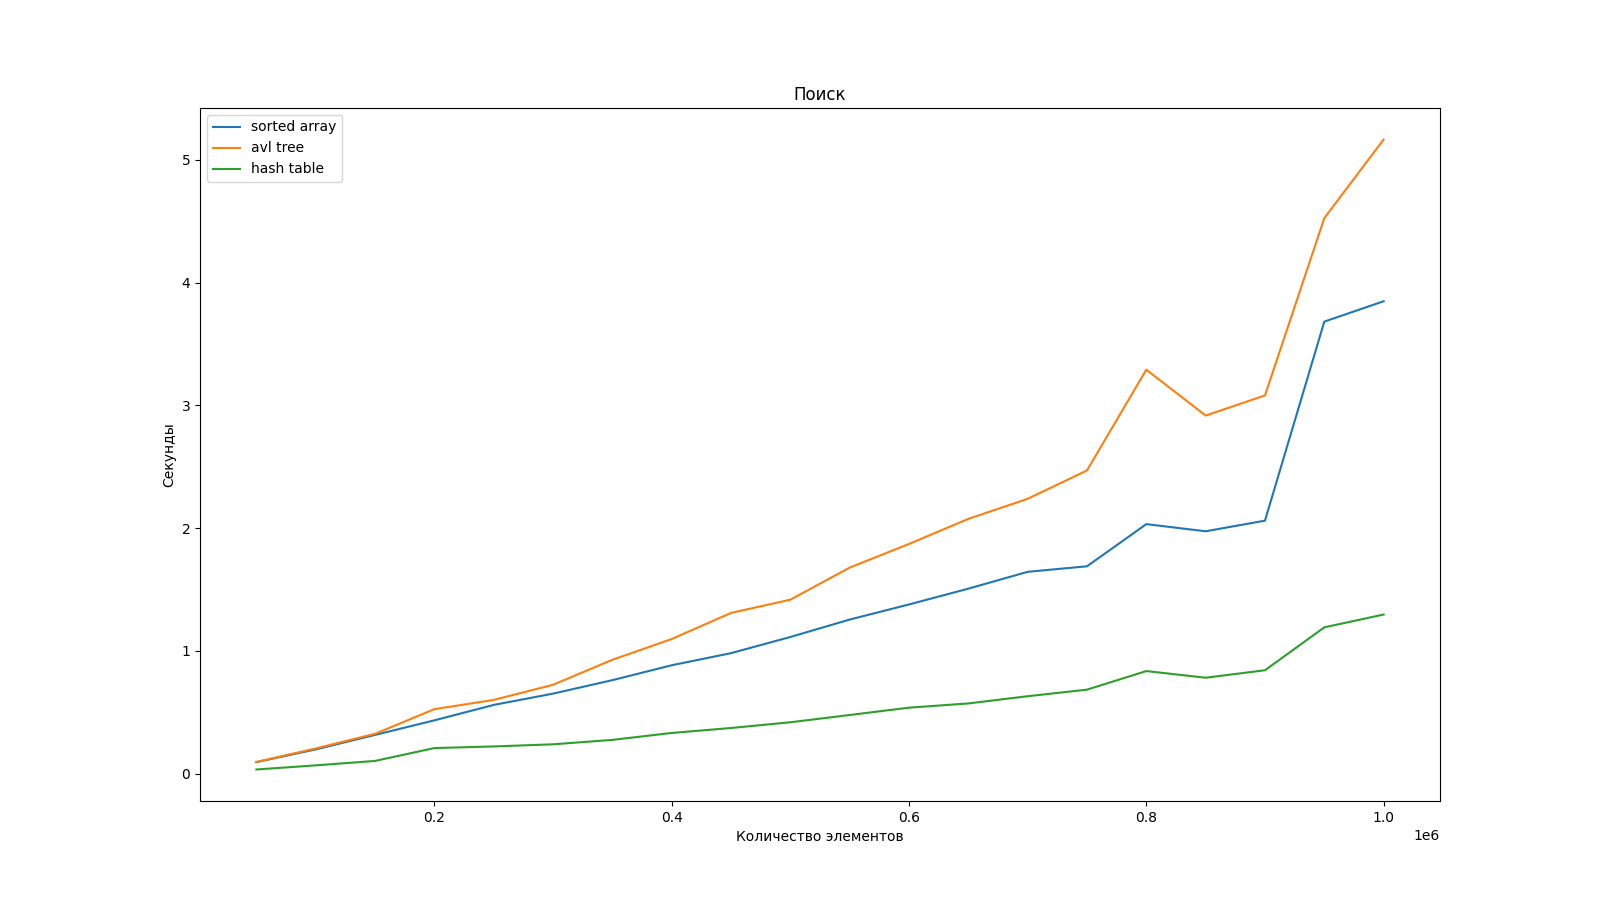 Поиск
sorted array
avl tree
hash table
5
4
3
2
1
0
Секунды
0.2
0.4
0.6
0.8
1.0
1e6
Количество элементов